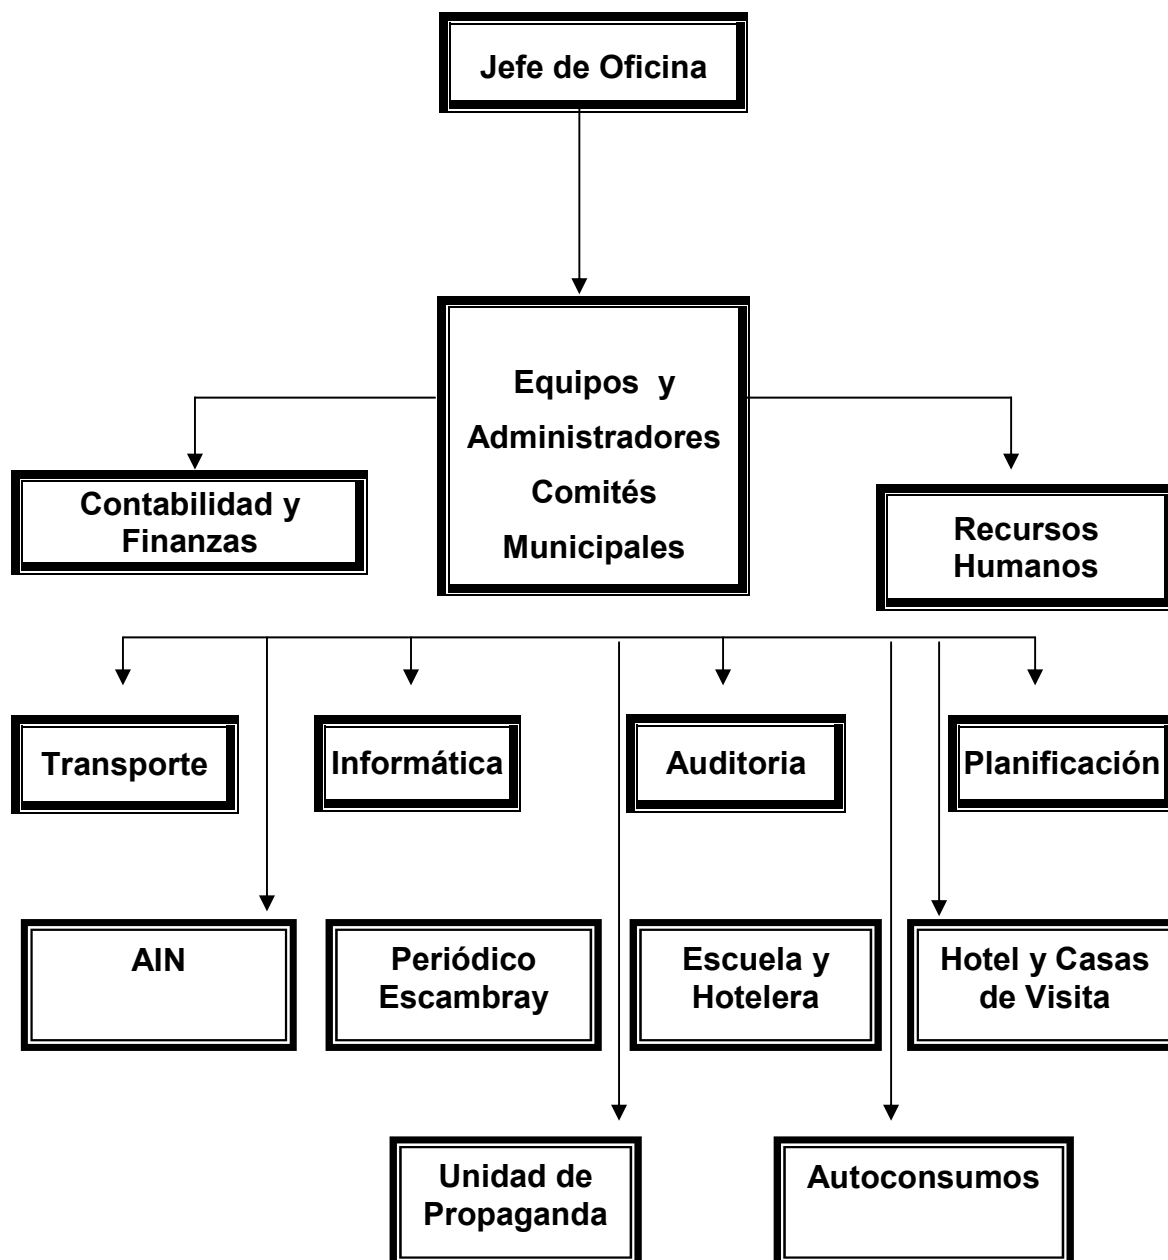 Jefe de Oficina
Equipos y
Administradores
Comités
Municipales
Contabilidad y
Finanzas
Recursos
Humanos
Transporte
Informática
Auditoria
Planificación
AIN
Periódico
Escambray
Escuela y
Hotelera
Hotel y Casas
de Visita
Unidad de
Propaganda
Autoconsumos